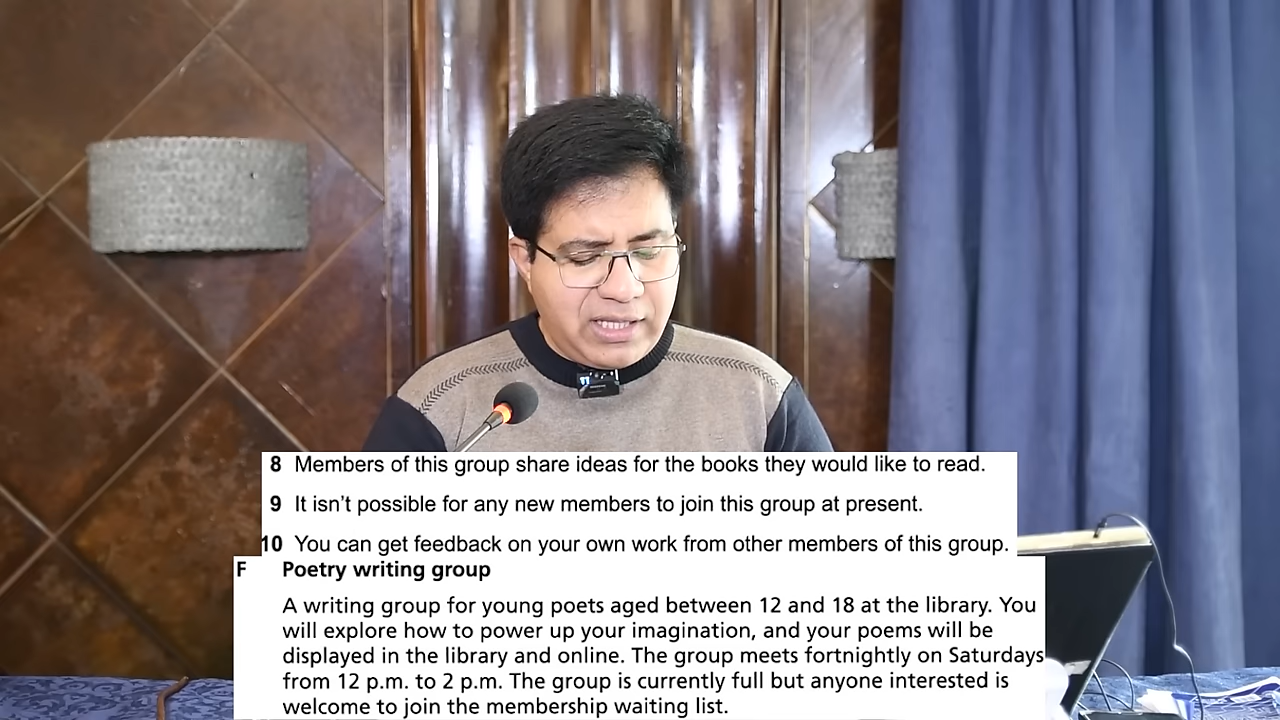 8 Members of this group share ideas for the books they would like to read.
9 It isn't possible for any new members to join this group at present.
10 You can get feedback on your own work from other members of this group.
F Poetry writing group
A writing group for young poets aged between 12 and 18 at the library. You
will explore how to power up your imagination, and your poems will be
displayed in the library and online. The group meets fortnightly on Saturdays
from 12 p.m. to 2 p.m. The group is currently full but anyone interested is
welcome to join the membership waiting list.